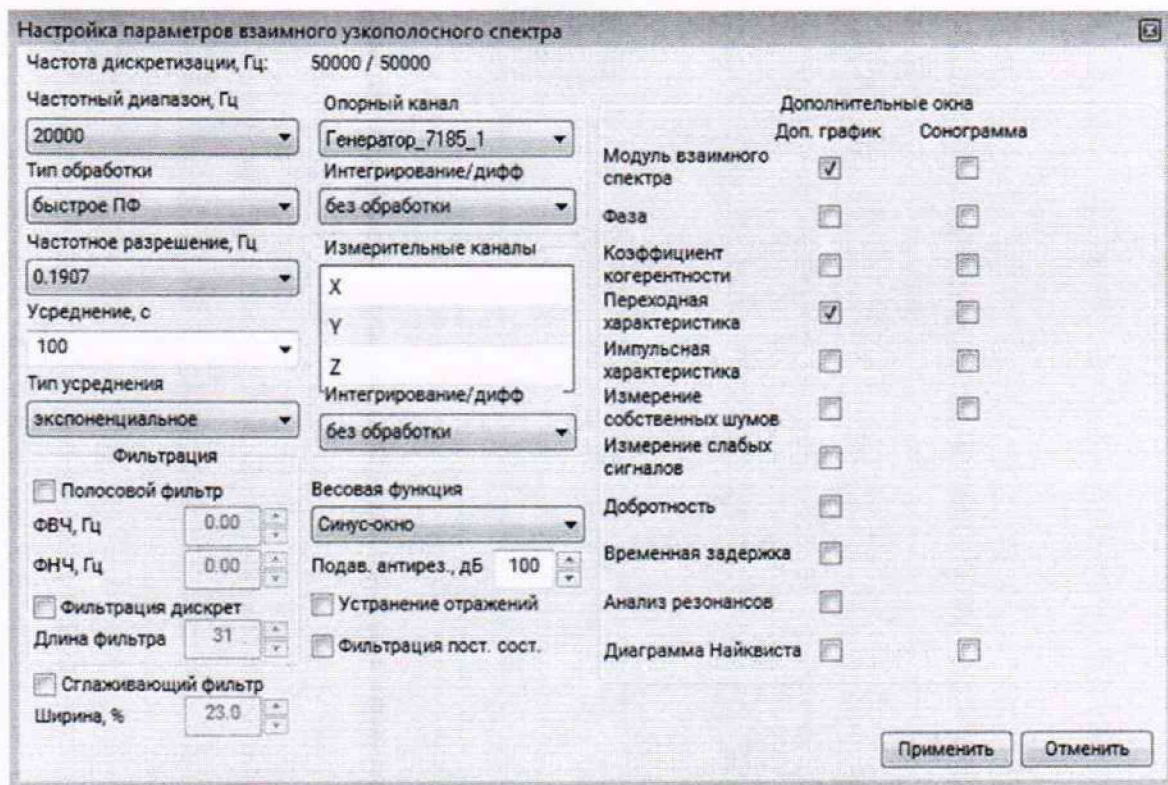 Настройка параметров взаимного узкополосного спектра
Частота дискретизации, Гц: 50000 / 50000
Частотный диапазон, Гц
20000
Тип обработки
быстрое ПФ
Частотное разрешение, Гц
0.1907
Усреднение, с
100
Тип усреднения
экспоненциальное
Фильтрация
Полосовой фильтр
ФВЧ, Гц 0.00
ФНЧ, Гц 0.00
Фильтрация дискрет
Длина фильтра 31
Сглаживающий фильтр
Ширина, % 23.0
Опорный канал
Генератор_7185_1
Интегрирование/дифф
без обработки
Измерительные каналы
X
Y
Z
Интегрирование/дифф
без обработки
Весовая функция
Синус-окно
Подав. антирез., дБ 100
Устранение отражений
Фильтрация пост. сост.
Дополнительные окна
Доп. график Сонограмма
Модуль взаимного
спектра
Фаза
Коэффициент
когерентности
Переходная
характеристика
Импульсная
характеристика
Измерение
собственных шумов
Измерение слабых
сигналов
Добротность
Временная задержка
Анализ резонансов
Диаграмма Найквиста
Применить Отменить